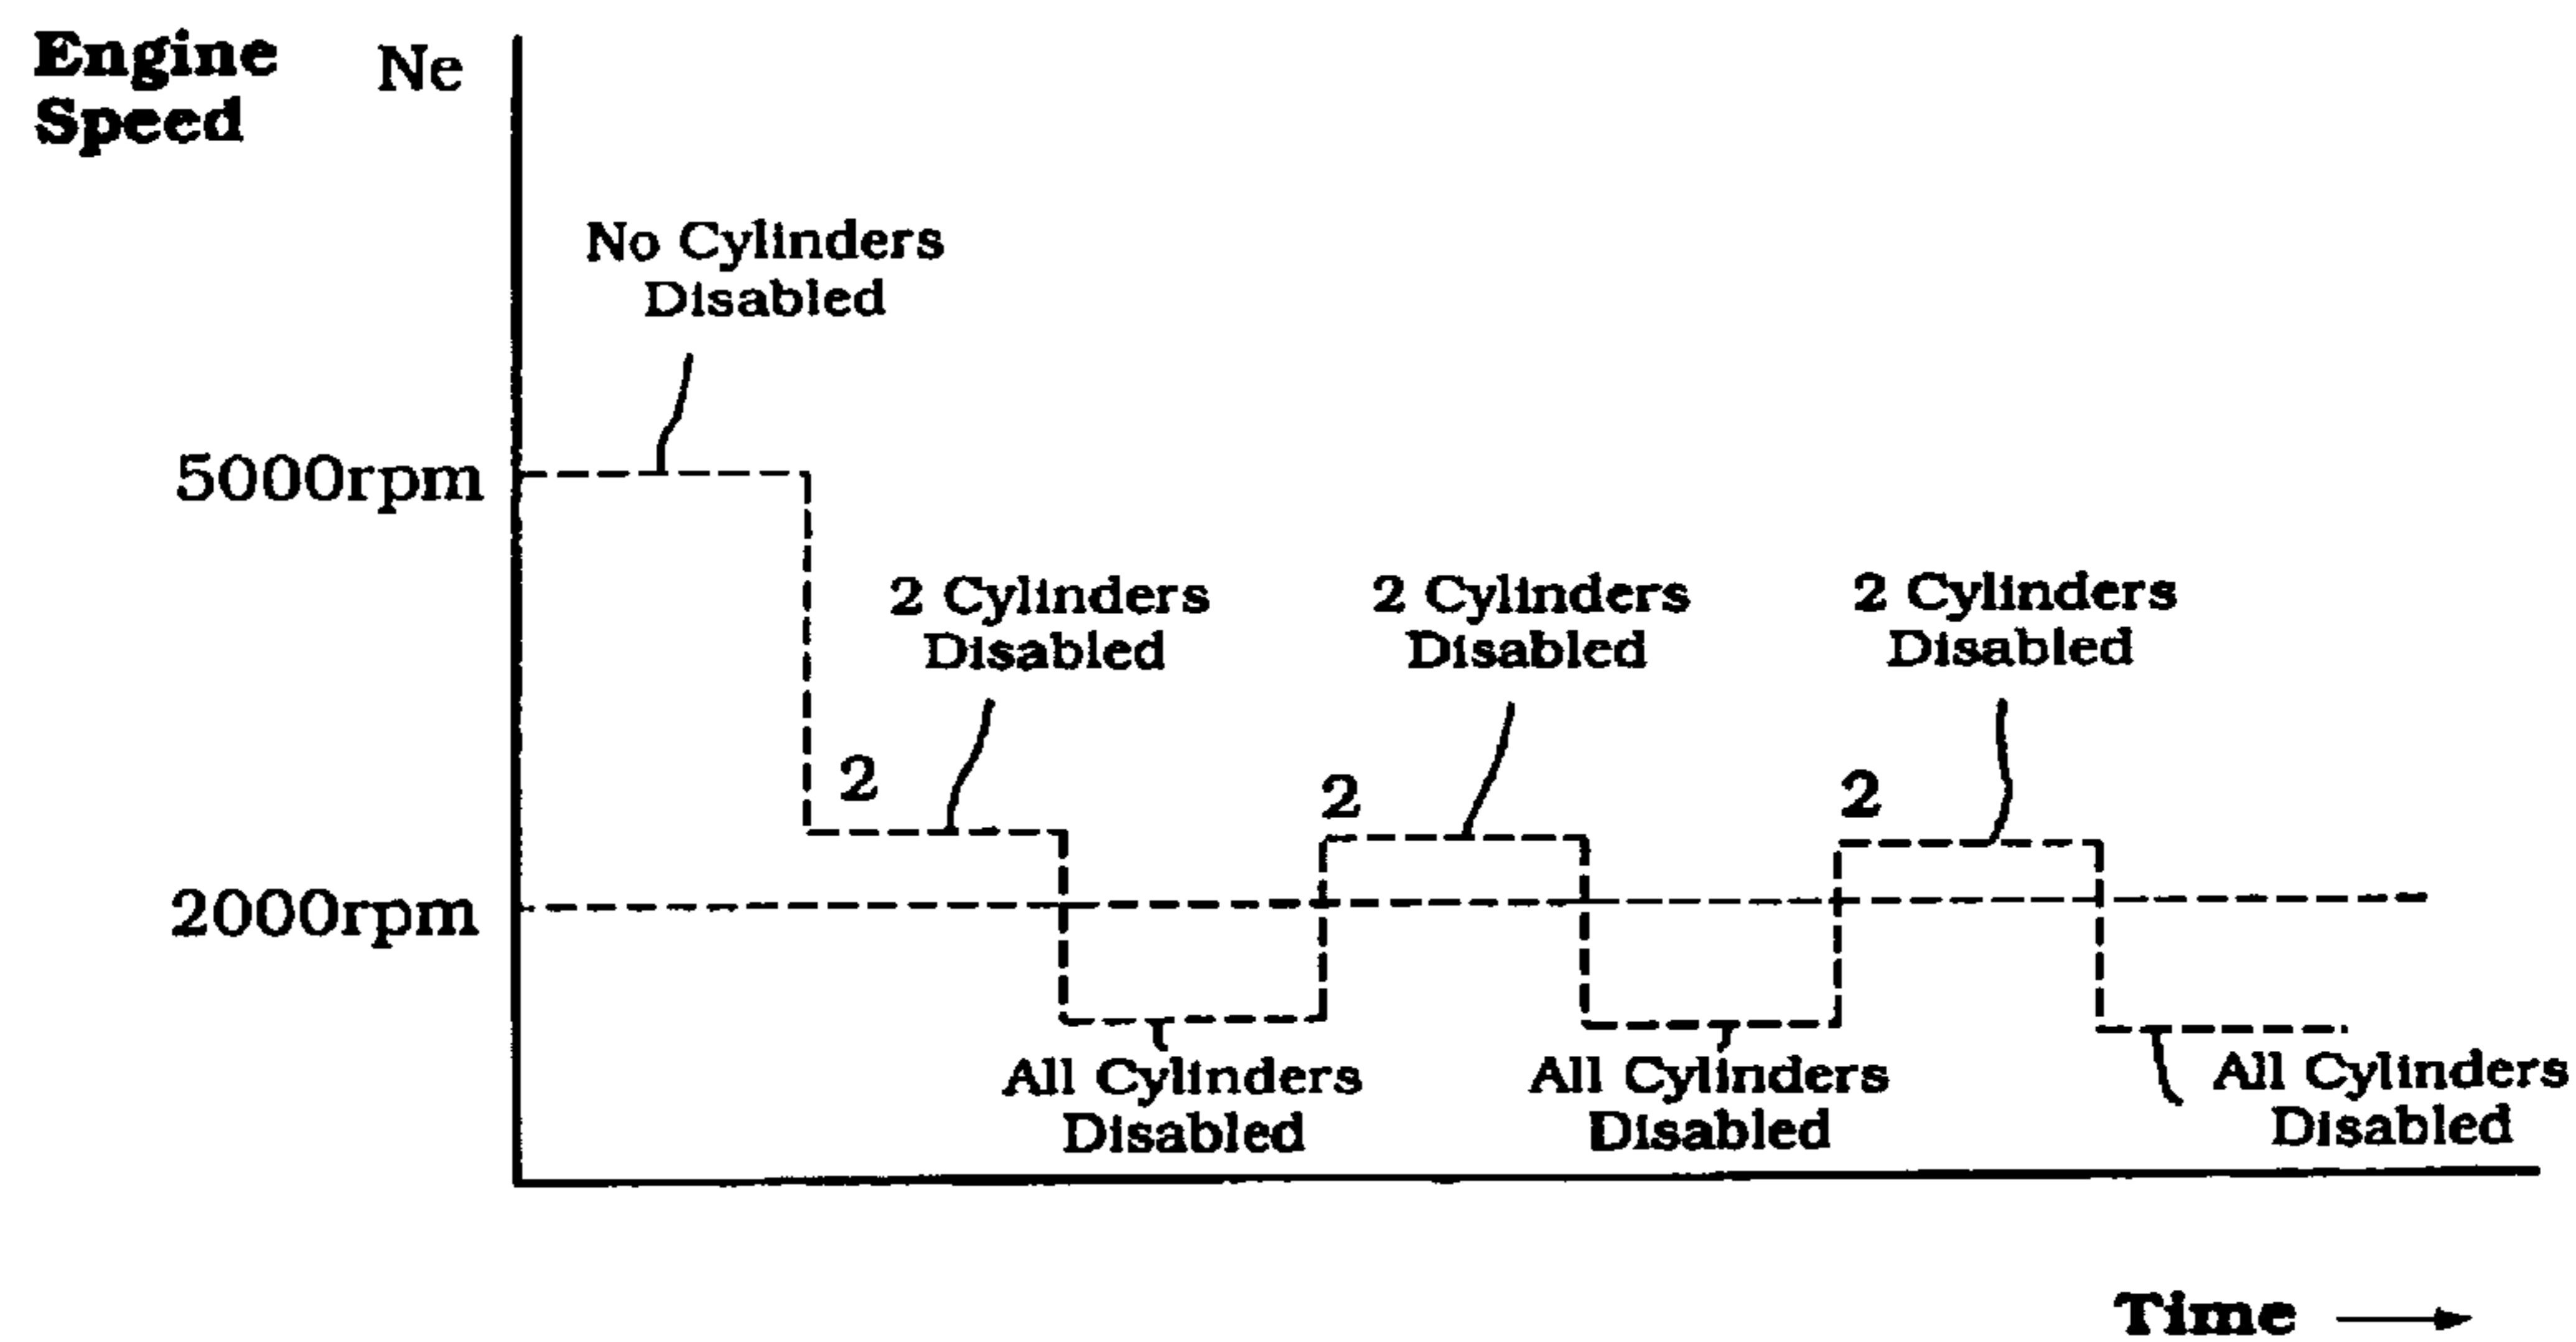 Engine
Speed
Ne
No Cylinders
Disabled
5000rpm
2 Cylinders
Disabled
2 Cylinders
Disabled
2 Cylinders
Disabled
2
2
2
2000rpm
All Cylinders
Disabled
All Cylinders
Disabled
All Cylinders
Disabled
Time